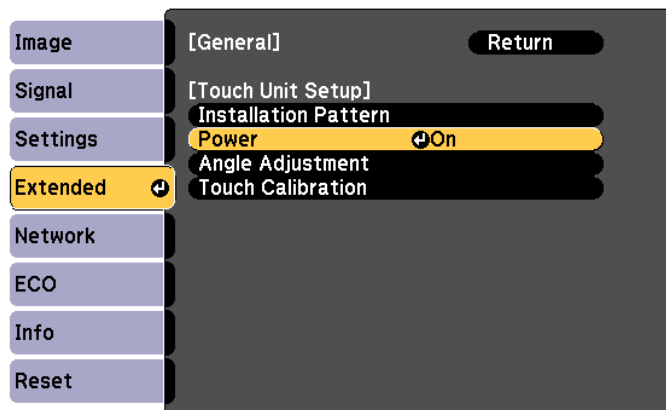 Image
Signal
Settings
Extended
Network
ECO
Info
Reset
[General] Return
[Touch Unit Setup]
Installation Pattern
Power On
Angle Adjustment
Touch Calibration